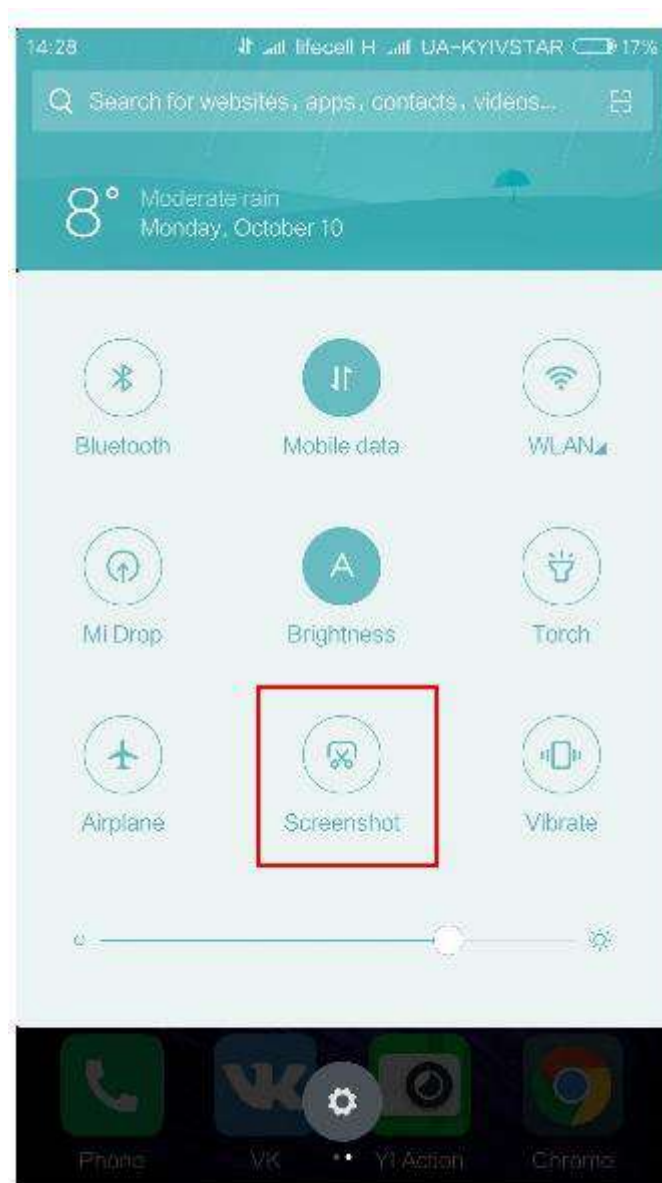 14:28 lifecell H UA-KYIVSTAR 17%
Search for websites, apps, contacts, videos...
8° Moderate rain
Monday, October 10
Bluetooth Mobile data WLAN
Mi Drop A Brightness Torch
Airplane Screenshot Vibrate
Phone VK YI Action Chrome